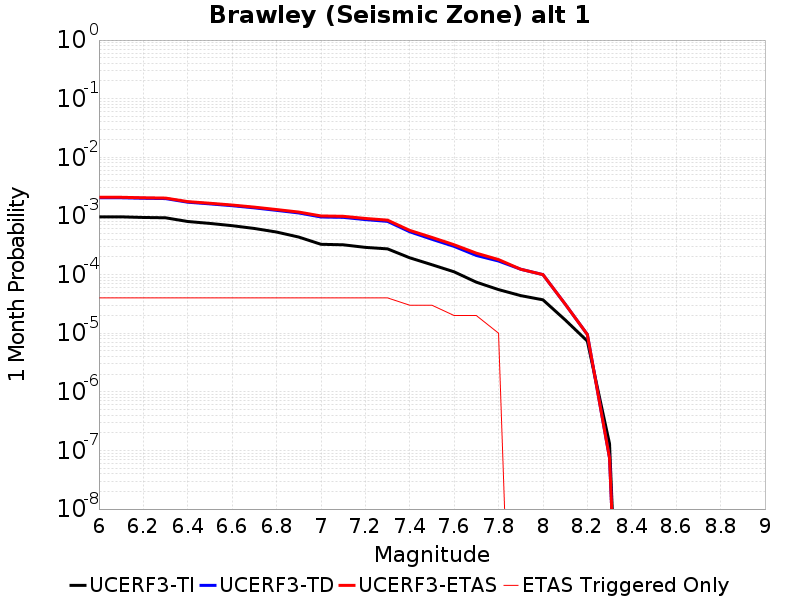 Brawley (Seismic Zone) alt 1
1 Month Probability
10^0
10^-1
10^-2
10^-3
10^-4
10^-5
10^-6
10^-7
10^-8
6 6.2 6.4 6.6 6.8 7 7.2 7.4 7.6 7.8 8 8.2 8.4 8.6 8.8 9
Magnitude
UCERF3-TI UCERF3-TD UCERF3-ETAS ETAS Triggered Only